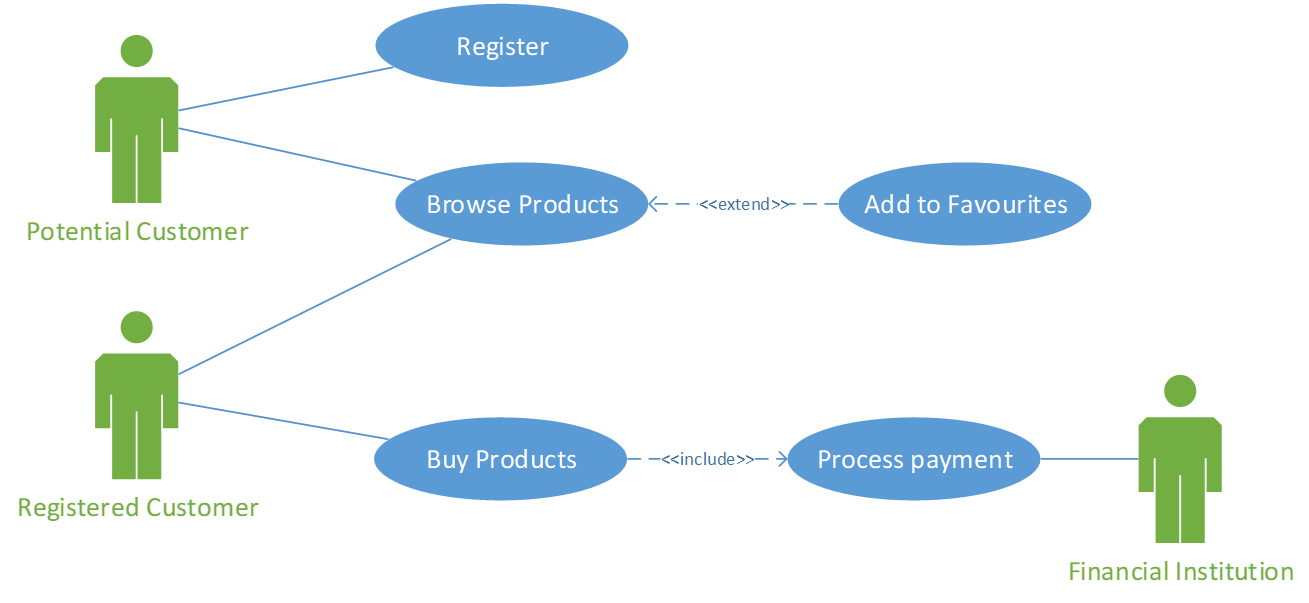 Register
Potential Customer
Browse Products
<<extend>>
Add to Favourites
Registered Customer
Buy Products
<<include>>
Process payment
Financial Institution